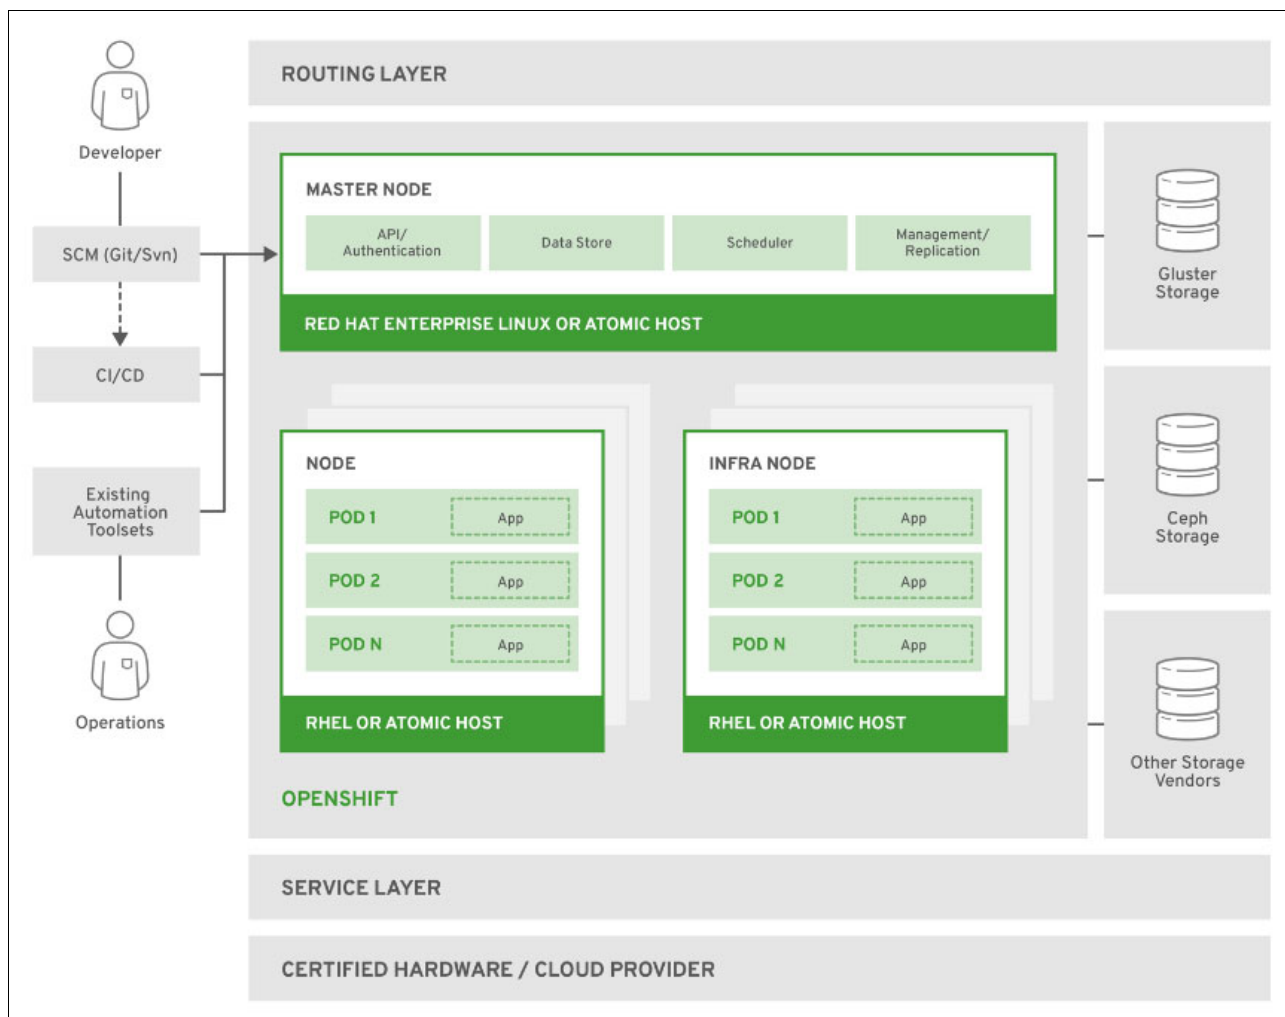 Developer
SCM (Git/Svn)
CI/CD
Existing
Automation
Toolsets
Operations
ROUTING LAYER
MASTER NODE
API/
Authentication
Data Store
Scheduler
Management/
Replication
RED HAT ENTERPRISE LINUX OR ATOMIC HOST
NODE
POD 1
App
POD 2
App
POD N
App
RHEL OR ATOMIC HOST
INFRA NODE
POD 1
App
POD 2
App
POD N
App
RHEL OR ATOMIC HOST
OPENSHIFT
Gluster
Storage
Ceph
Storage
Other Storage
Vendors
SERVICE LAYER
CERTIFIED HARDWARE / CLOUD PROVIDER